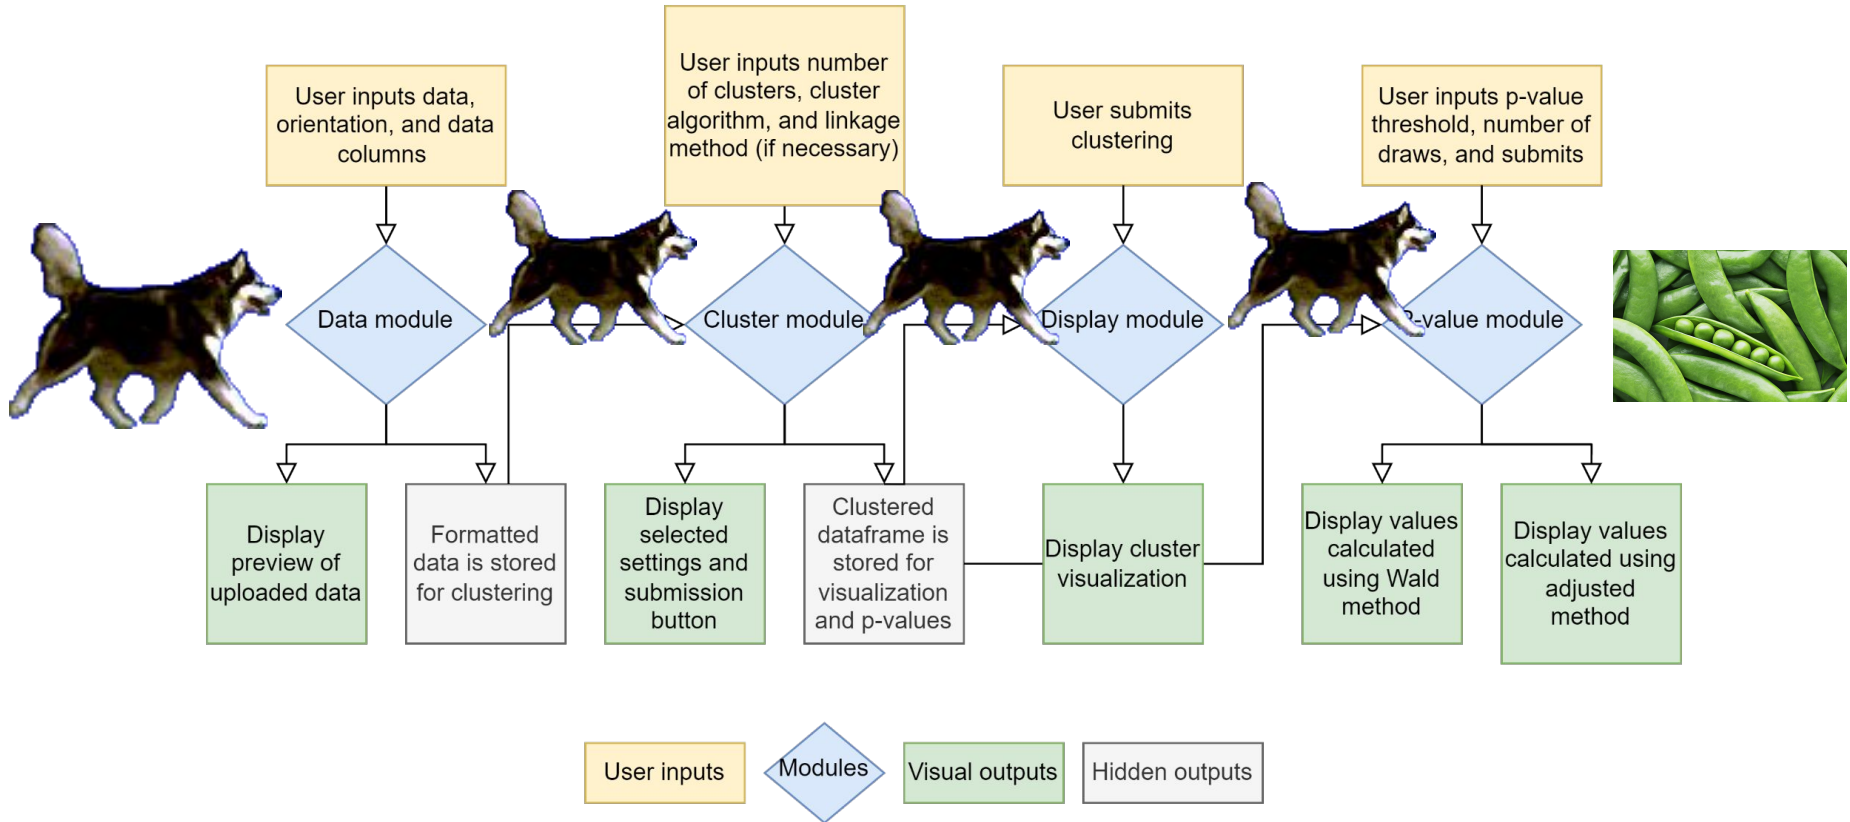 User inputs data,
orientation, and data
columns
User inputs number
of clusters, cluster
algorithm, and linkage
method (if necessary)
User submits
clustering
User inputs p-value
threshold, number of
draws, and submits
Data module
Cluster module
Display module
P-value module
Display
preview of
uploaded data
Formatted
data is stored
for clustering
Display
selected
settings and
submission
button
Clustered
dataframe is
stored for
visualization
and p-values
Display cluster
visualization
Display values
calculated
using Wald
method
Display values
calculated using
adjusted
method
User inputs
Modules
Visual outputs
Hidden outputs